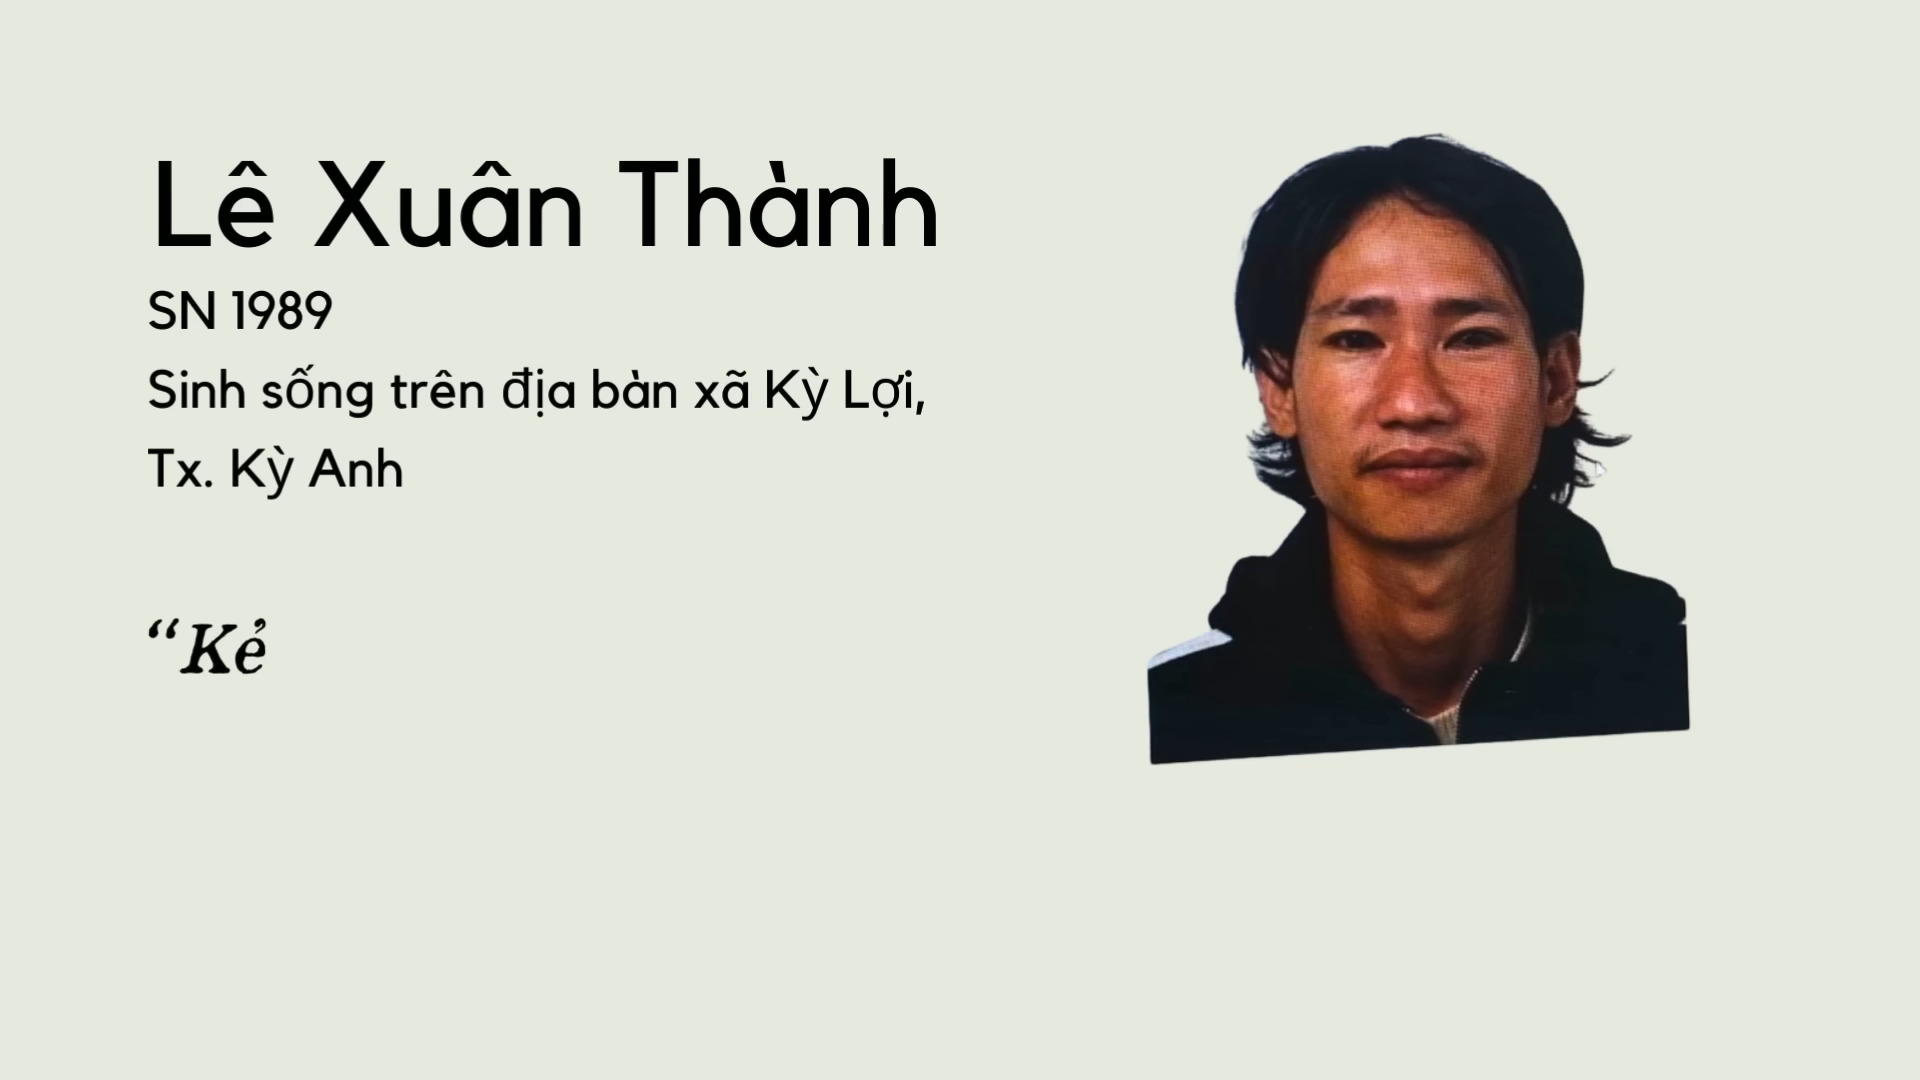 Lê Xuân Thành
SN 1989
Sinh sống trên địa bàn xã Kỳ Lợi,
Tx. Kỳ Anh
“Kẻ